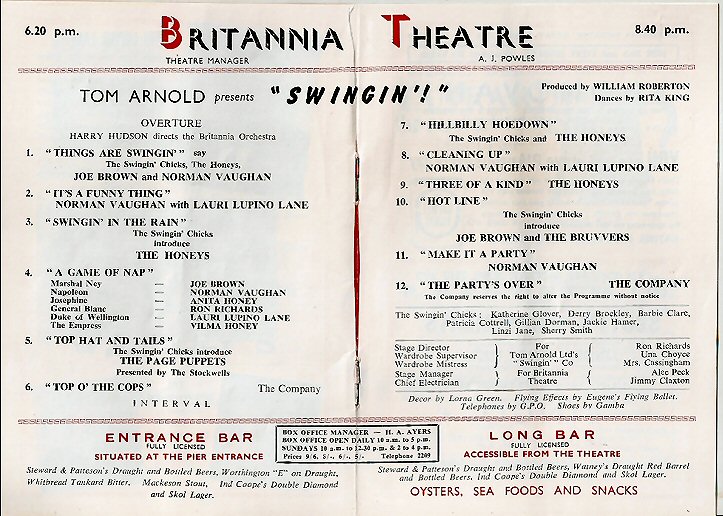 6.20 p.m.
BRITANNIA THEATRE
8.40 p.m.
THEATRE MANAGER
A. J. POWLES
TOM ARNOLD presents "SWINGIN'!"
Produced by WILLIAM ROBERTON
Dances by RITA KING
OVERTURE
HARRY HUDSON directs the Britannia Orchestra
1. "THINGS ARE SWINGIN'" say
The Swingin' Chicks, The Honeys,
JOE BROWN and NORMAN VAUGHAN
2. "IT'S A FUNNY THING"
NORMAN VAUGHAN with LAURI LUPINO LANE
3. "SWINGIN' IN THE RAIN"
The Swingin' Chicks
introduce
THE HONEYS
4. "A GAME OF NAP"
Marshal Ney — JOE BROWN
Napoleon — NORMAN VAUGHAN
Josephine — ANITA HONEY
General Blanc — RON RICHARDS
Duke of Wellington — LAURI LUPINO LANE
The Empress — VILMA HONEY
5. "TOP HAT AND TAILS"
The Swingin' Chicks introduce
THE PAGE PUPPETS
Presented by The Stockwells
6. "TOP O' THE COPS" The Company
INTERVAL
7. "HILLBILLY HOEDOWN"
The Swingin' Chicks and THE HONEYS
8. "CLEANING UP"
NORMAN VAUGHAN with LAURI LUPINO LANE
9. "THREE OF A KIND" THE HONEYS
10. "HOT LINE"
The Swingin' Chicks
introduce
JOE BROWN and THE BRUVVERS
11. "MAKE IT A PARTY"
NORMAN VAUGHAN
12. "THE PARTY'S OVER" THE COMPANY
The Company reserves the right to alter the Programme without notice
The Swingin' Chicks: Katherine Glover, Derry Brockley, Barbie Clare,
Patricia Cottrell, Gillian Dorman, Jackie Hamer,
Linzi Jane, Sherry Smith
Stage Director } For { Ron Richards
Wardrobe Supervisor } Tom Arnold Ltd's { Una Choyce
Wardrobe Mistress } "Swingin'" Co { Mrs. Cossingham
Stage Manager } For Britannia { Alec Peck
Chief Electrician } Theatre { Jimmy Claxton
Decor by Lorna Green. Flying Effects by Eugene's Flying Ballet.
Telephones by G.P.O. Shoes by Gamba
ENTRANCE BAR
FULLY LICENSED
SITUATED AT THE PIER ENTRANCE
Steward & Patteson's Draught and Bottled Beers, Worthington "E" on Draught,
Whitbread Tankard Bitter. Mackeson Stout, Ind Coope's Double Diamond
and Skol Lager.
BOX OFFICE MANAGER — H. A. AYERS
BOX OFFICE OPEN DAILY 10 a.m. to 5 p.m.
SUNDAYS 10 a.m. to 12.30 p.m. & 2 to 4 p.m.
Prices 9/6, 8/-, 6/-, 5/- Telephone 2209
LONG BAR
FULLY LICENSED
ACCESSIBLE FROM THE THEATRE
Steward & Patteson's Draught and Bottled Beers, Watney's Draught Red Barrel
and Bottled Beers. Ind Coope's Double Diamond and Skol Lager.
OYSTERS, SEA FOODS AND SNACKS